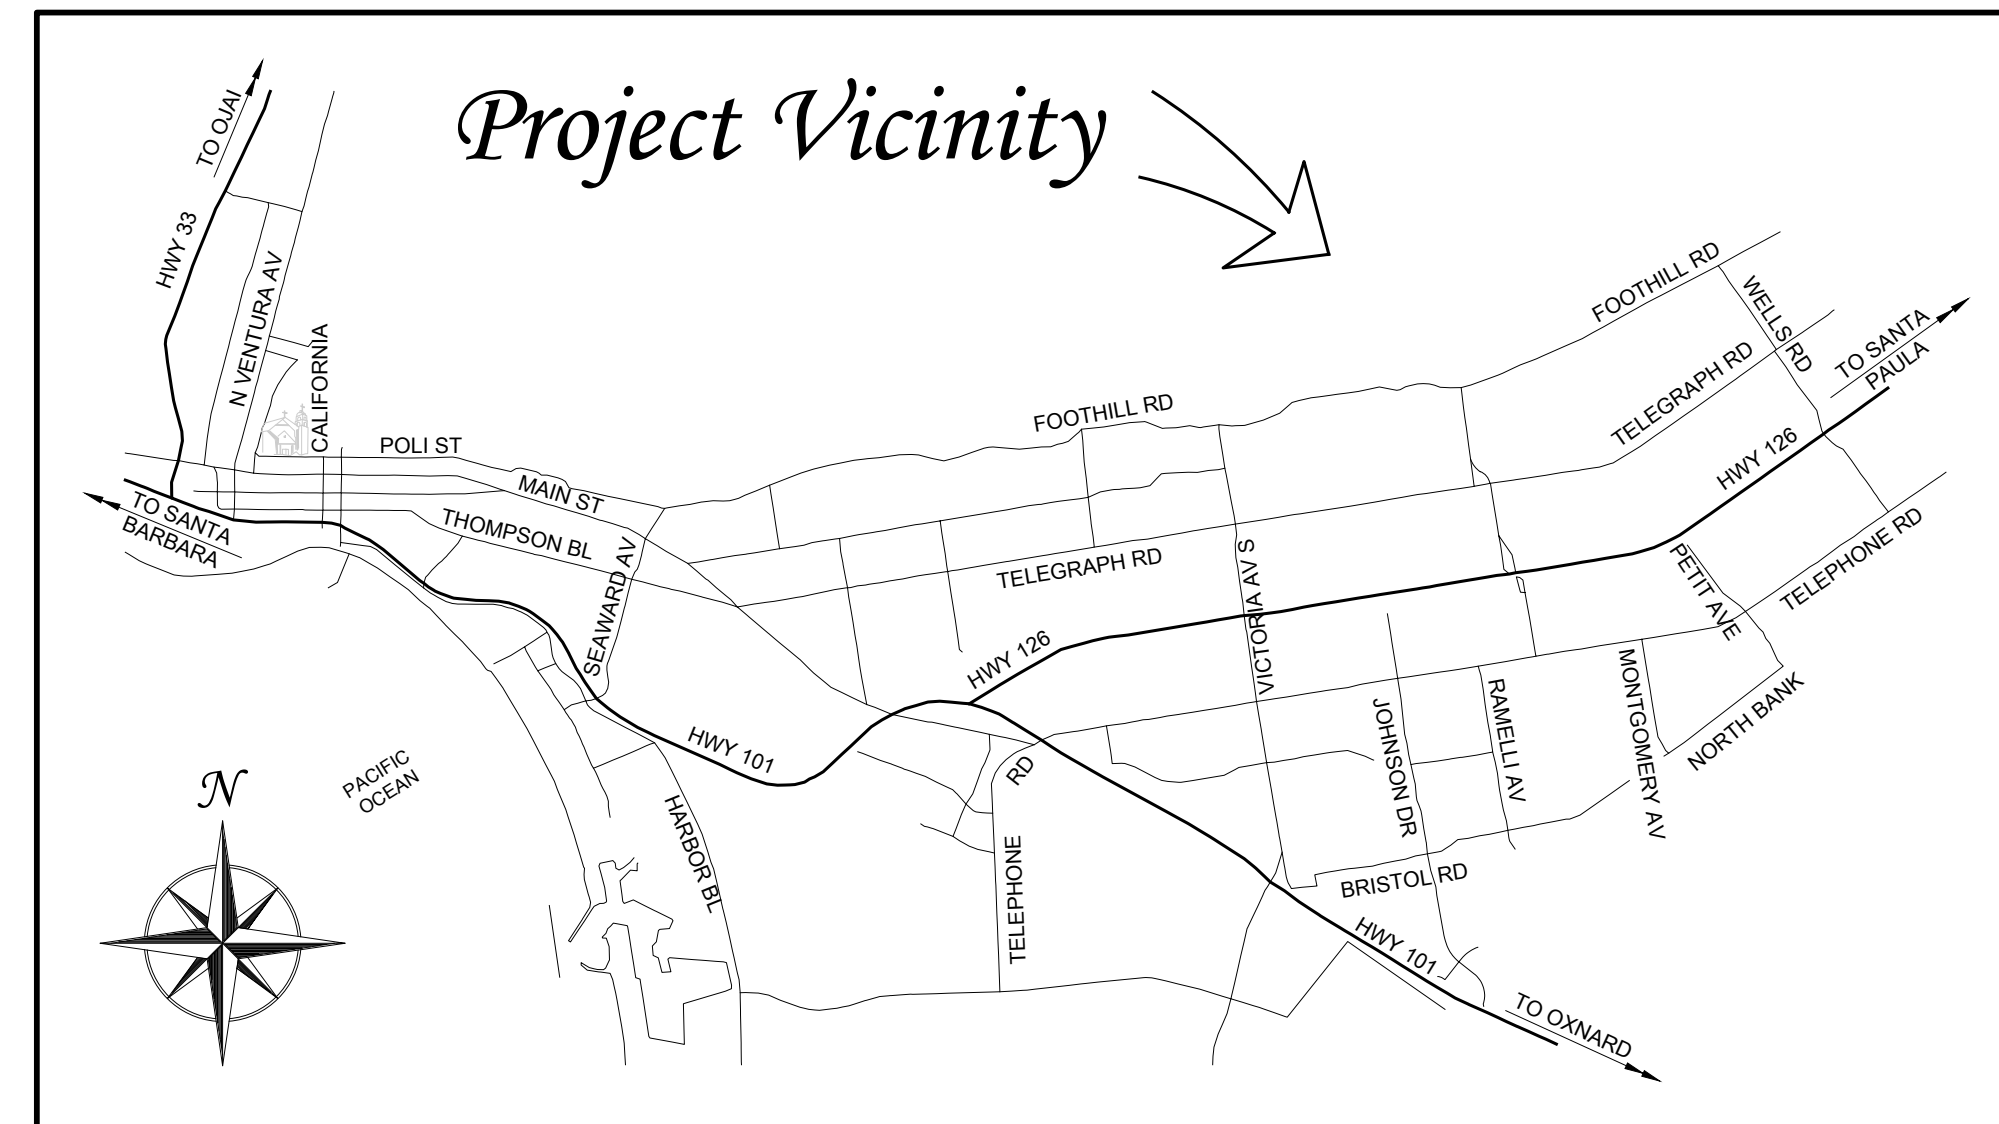 Project Vicinity
TO OJAI
HWY 33
N VENTURA AV
CALIFORNIA
POLI ST
MAIN ST
THOMPSON BL
TO SANTA
BARBARA
SEAWARD AV
FOOTHILL RD
FOOTHILL RD
WELLS RD
TELEGRAPH RD
TO SANTA
PAULA
HWY 126
TELEGRAPH RD
VICTORIA AV S
HWY 126
PETIT AVE
TELEPHONE RD
HWY 101
PACIFIC
OCEAN
HARBOR BL
RD
TELEPHONE
JOHNSON DR
RAMELLI AV
MONTGOMERY AV
NORTH BANK
BRISTOL RD
HWY 101
TO OXNARD
N